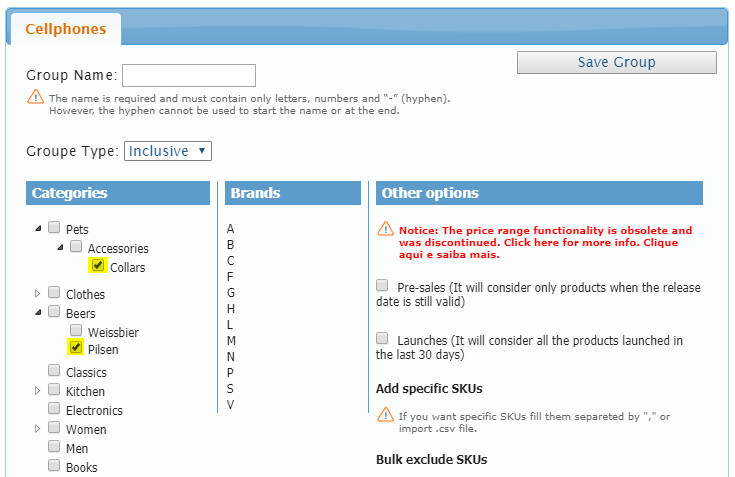 Cellphones
Group Name:
Save Group
The name is required and must contain only letters, numbers and “-” (hyphen).
However, the hyphen cannot be used to start the name or at the end.
Groupe Type: Inclusive
Categories
Pets
Accessories
Collars
Clothes
Beers
Weissbier
Pilsen
Classics
Kitchen
Electronics
Women
Men
Books
Brands
A
B
C
F
G
H
L
M
N
P
S
V
Other options
Notice: The price range functionality is obsolete and
was discontinued. Click here for more info. Clique
aqui e saiba mais.
Pre-sales (It will consider only products when the release
date is still valid)
Launches (It will consider all the products launched in
the last 30 days)
Add specific SKUs
If you want specific SKUs fill them separeted by "," or
import .csv file.
Bulk exclude SKUs